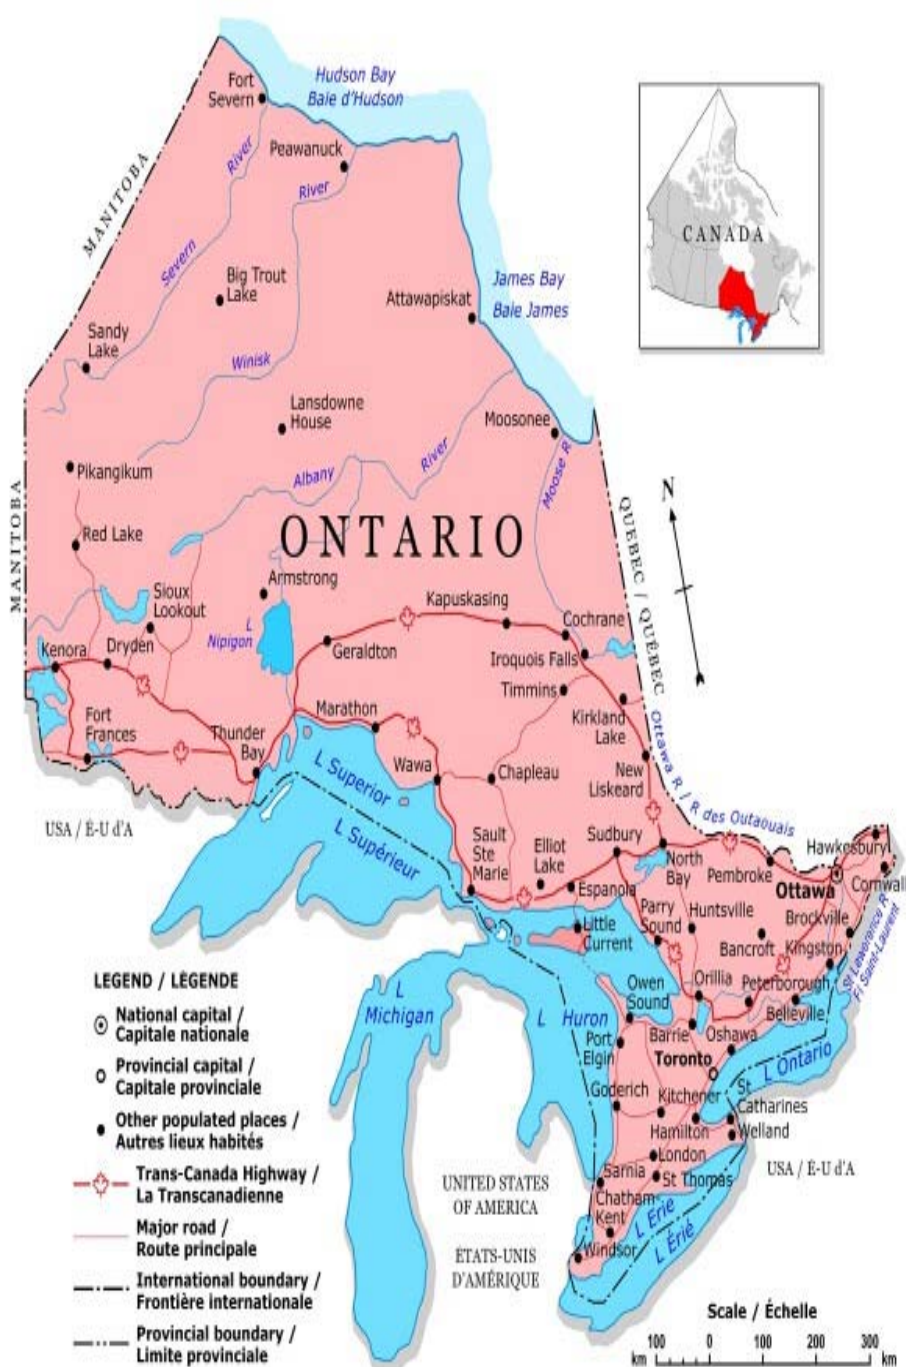 Hudson Bay
Baie d'Hudson
Fort
Severn
Peawanuck
River
River
MANITOBA
Severn
CANADA
Big Trout
Lake
James Bay
Baie James
Attawapiskat
Sandy
Lake
Winisk
Lansdowne
House
Moosonee
River
Pikangikum
Albany
Moose R
N
MANITOBA
ONTARIO
QUEBEC / QUÉBEC
Red Lake
Armstrong
Sioux
Lookout
Kapuskasing
Cochrane
L
Nipigon
Kenora
Dryden
Geraldton
Iroquois Falls
Timmins
Marathon
Kirkland
Lake
Fort
Frances
Thunder
Bay
Ottawa R / R des Outaouais
L Superior
Wawa
Chapleau
New
Liskeard
USA / É-U d'A
L Supérieur
Sault
Ste
Marie
Elliot
Lake
Sudbury
North
Bay
Pembroke
Hawkesbury
Ottawa
Cornwall
Espanola
Parry
Sound
Huntsville
Brockville
Little
Current
Bancroft
Kingston
St Lawrence R
Fl Saint-Laurent
LEGEND / LÉGENDE
L
Michigan
L Huron
Owen
Sound
Orillia
Peterborough
Belleville
National capital /
Capitale nationale
Barrie
Oshawa
Port
Elgin
Toronto
L Ontario
Provincial capital /
Capitale provinciale
Goderich
Kitchener
St
Catharines
Hamilton
Welland
Other populated places /
Autres lieux habités
London
USA / É-U d'A
Sarnia
St Thomas
Trans-Canada Highway /
La Transcanadienne
UNITED STATES
OF AMERICA
Chatham-
Kent
L Erie
L Érié
Major road /
Route principale
Windsor
ÉTATS-UNIS
D'AMÉRIQUE
International boundary /
Frontière internationale
Scale / Échelle
Provincial boundary /
Limite provinciale
100 0 100 200 300
km km